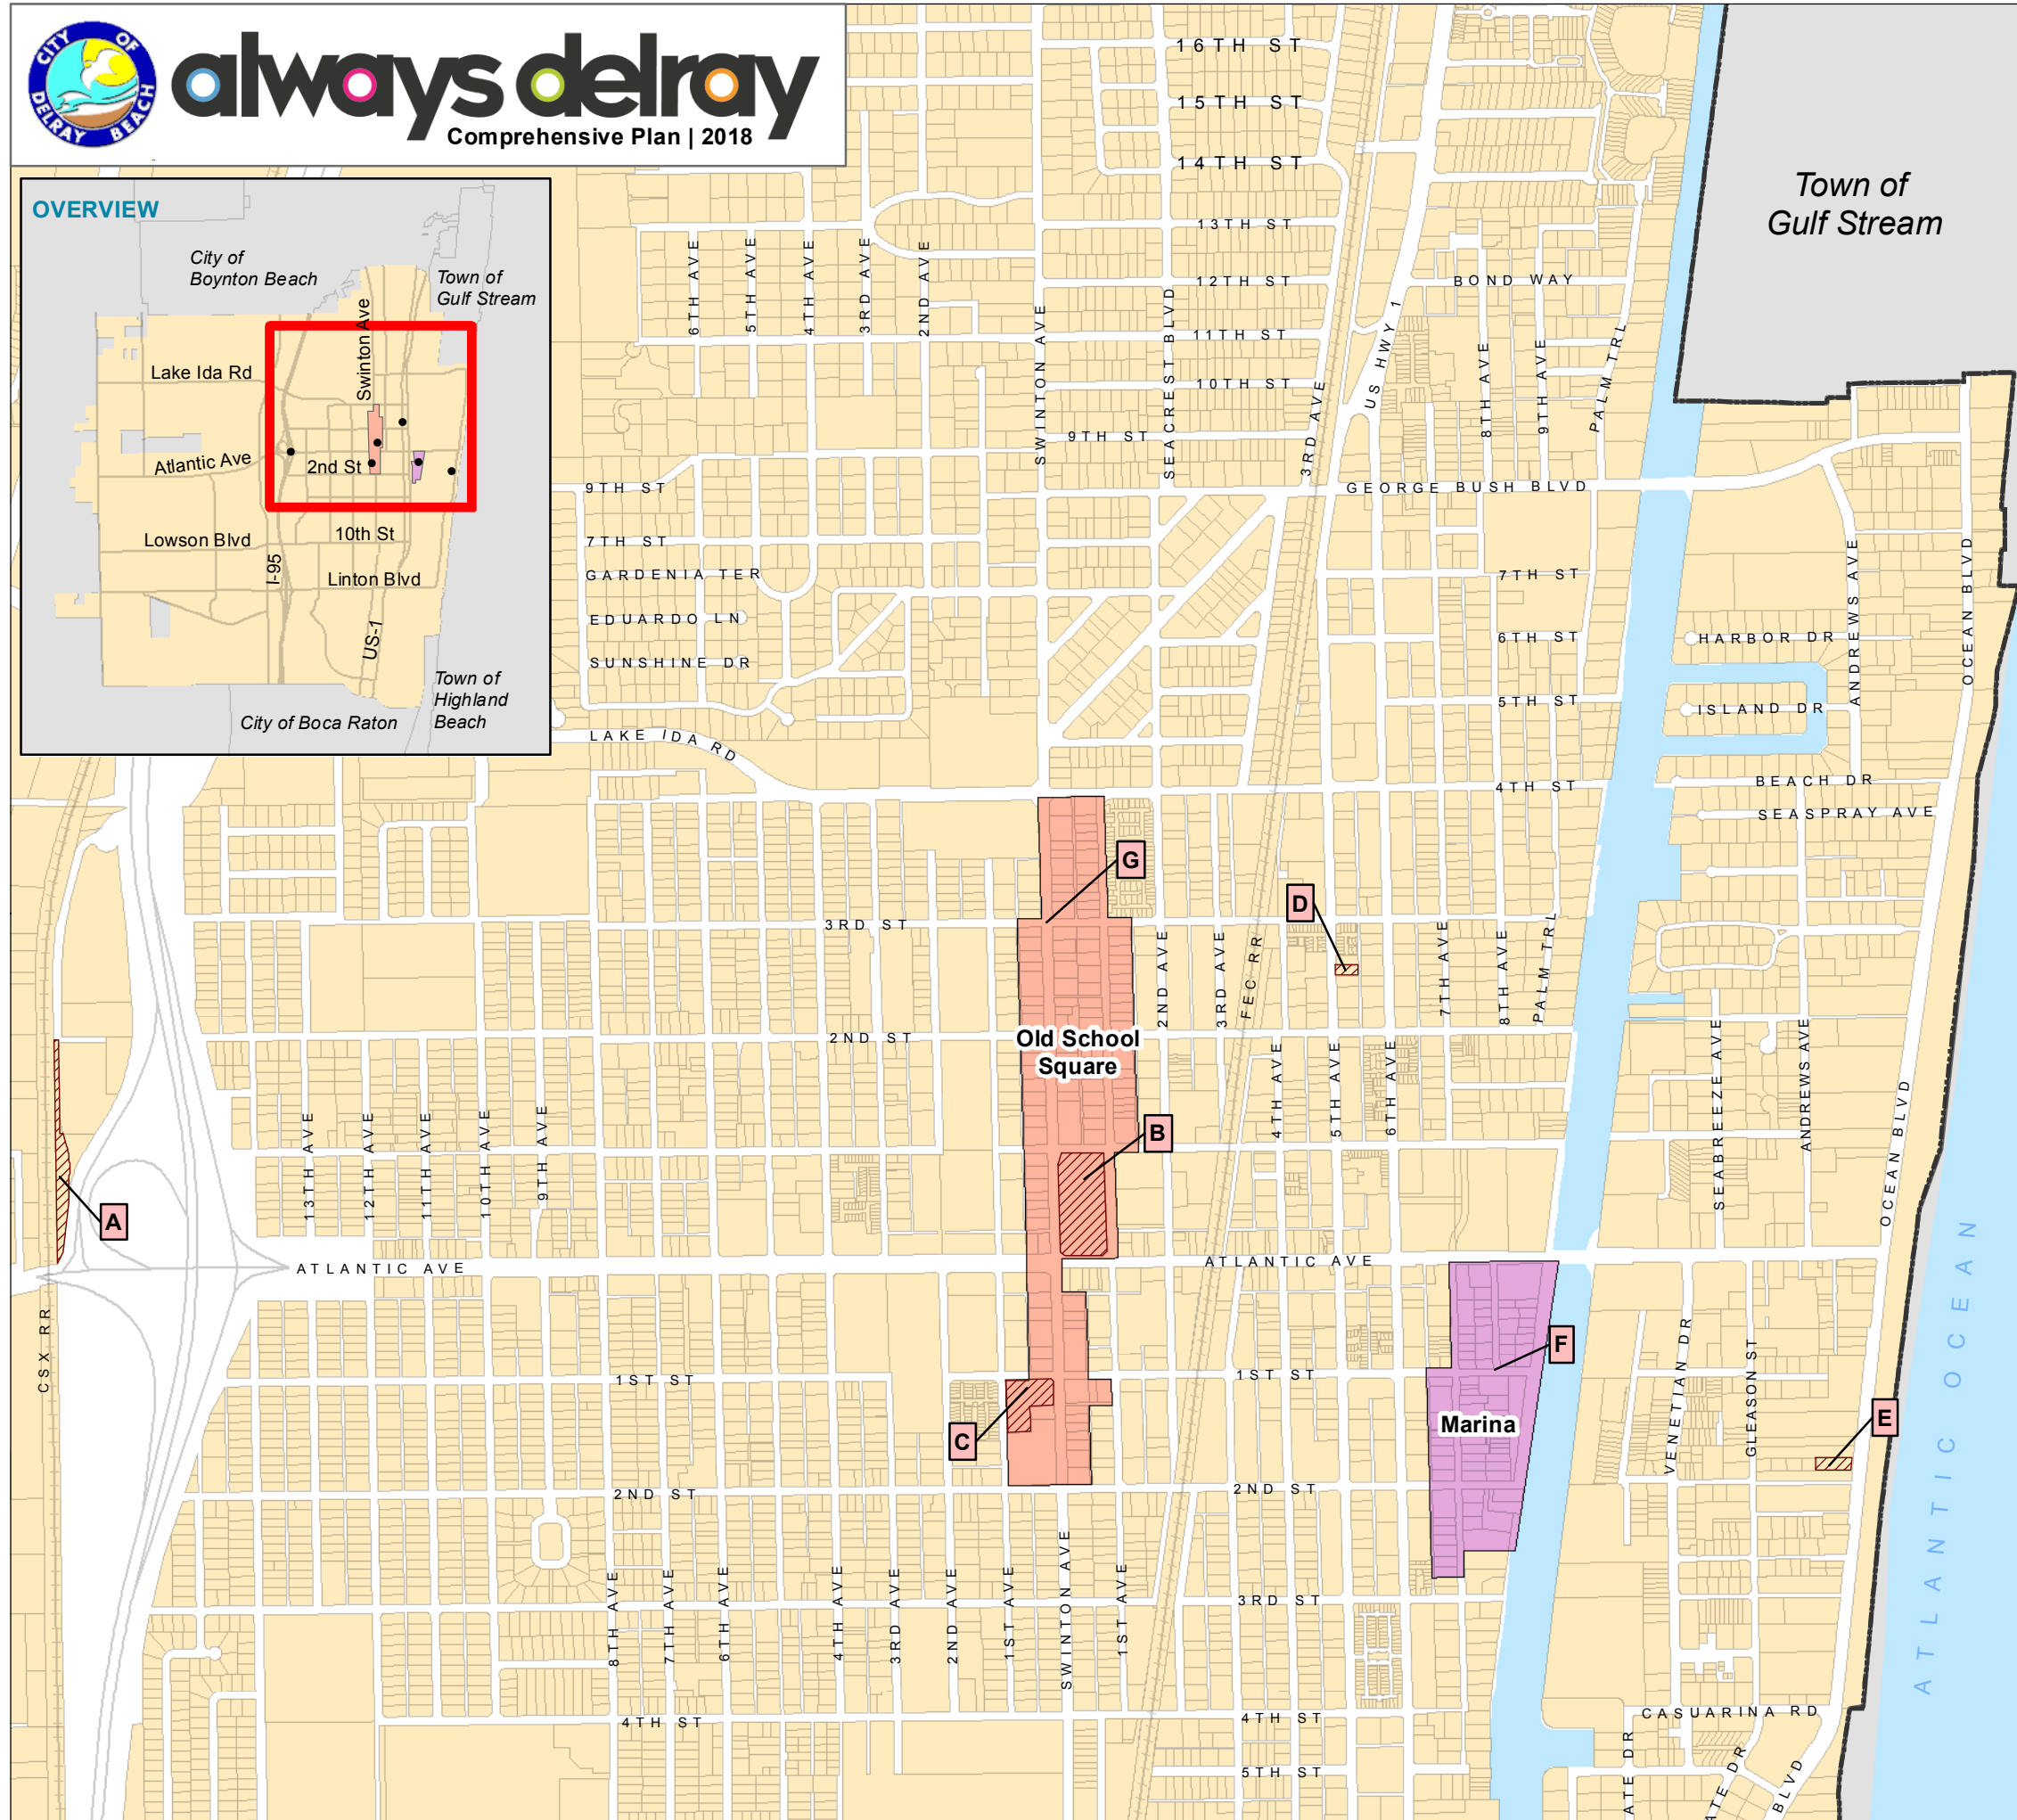 CITY OF
DELRAY BEACH
always delray
Comprehensive Plan | 2018
OVERVIEW
City of
Boynton Beach
Town of
Gulf Stream
Swinton Ave
Lake Ida Rd
Atlantic Ave
2nd St
Lowson Blvd
10th St
I-95
Linton Blvd
US-1
Town of
Highland
Beach
City of Boca Raton
Town of
Gulf Stream
16TH ST
15TH ST
14TH ST
13TH ST
12TH ST
11TH ST
10TH ST
9TH ST
6TH AVE
5TH AVE
4TH AVE
3RD AVE
2ND AVE
SWINTON AVE
SEACREST BLVD
3RD AVE
US HWY 1
BOND WAY
8TH AVE
9TH AVE
PALM TRL
GEORGE BUSH BLVD
9TH ST
7TH ST
GARDENIA TER
EDUARDO LN
SUNSHINE DR
LAKE IDA RD
7TH ST
6TH ST
5TH ST
4TH ST
HARBOR DR
ISLAND DR
BEACH DR
SEASPRAY AVE
ANDREWS AVE
OCEAN BLVD
G
D
3RD ST
2ND AVE
3RD AVE
FEC RR
7TH AVE
8TH AVE
PALM TRL
2ND ST
Old School
Square
4TH AVE
5TH AVE
6TH AVE
SEABREEZE AVE
ANDREWS AVE
OCEAN BLVD
B
13TH AVE
12TH AVE
11TH AVE
10TH AVE
9TH AVE
A
ATLANTIC AVE
ATLANTIC AVE
CSX RR
1ST ST
1ST ST
F
Marina
C
E
VENETIAN DR
GLEASON ST
ATLANTIC OCEAN
2ND ST
2ND ST
8TH AVE
7TH AVE
6TH AVE
4TH AVE
3RD AVE
2ND AVE
1ST AVE
SWINTON AVE
1ST AVE
3RD ST
4TH ST
4TH ST
5TH ST
CASUARINA RD
ATE DR
ATE DR
BLVD